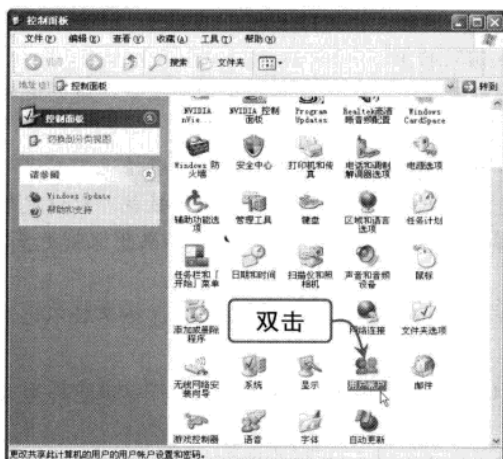 控制面板
文件(F) 编辑(E) 查看(V) 收藏(A) 工具(T) 帮助(H)
搜索 文件夹
地址(D) 控制面板 转到
控制面板
切换到分类视图
请参阅
Windows Update
帮助和支持
NVIDIA nVie... NVIDIA 控制面板 Program Updates Realtek高清晰音频配置 Windows CardSpace
Windows 防火墙 安全中心 打印机和传真 电话和调制解调器选项 电源选项
辅助功能选项 管理工具 键盘 区域和语言选项 任务计划
任务栏和「开始」菜单 日期和时间 扫描仪和照相机 声音和音频设备 鼠标
添加或删除程序 双击 网络连接 文件夹选项
无线网络安装向导 系统 显示 用户帐户 邮件
游戏控制器 语音 字体 自动更新
更改共享此计算机的用户的用户帐户设置和密码。